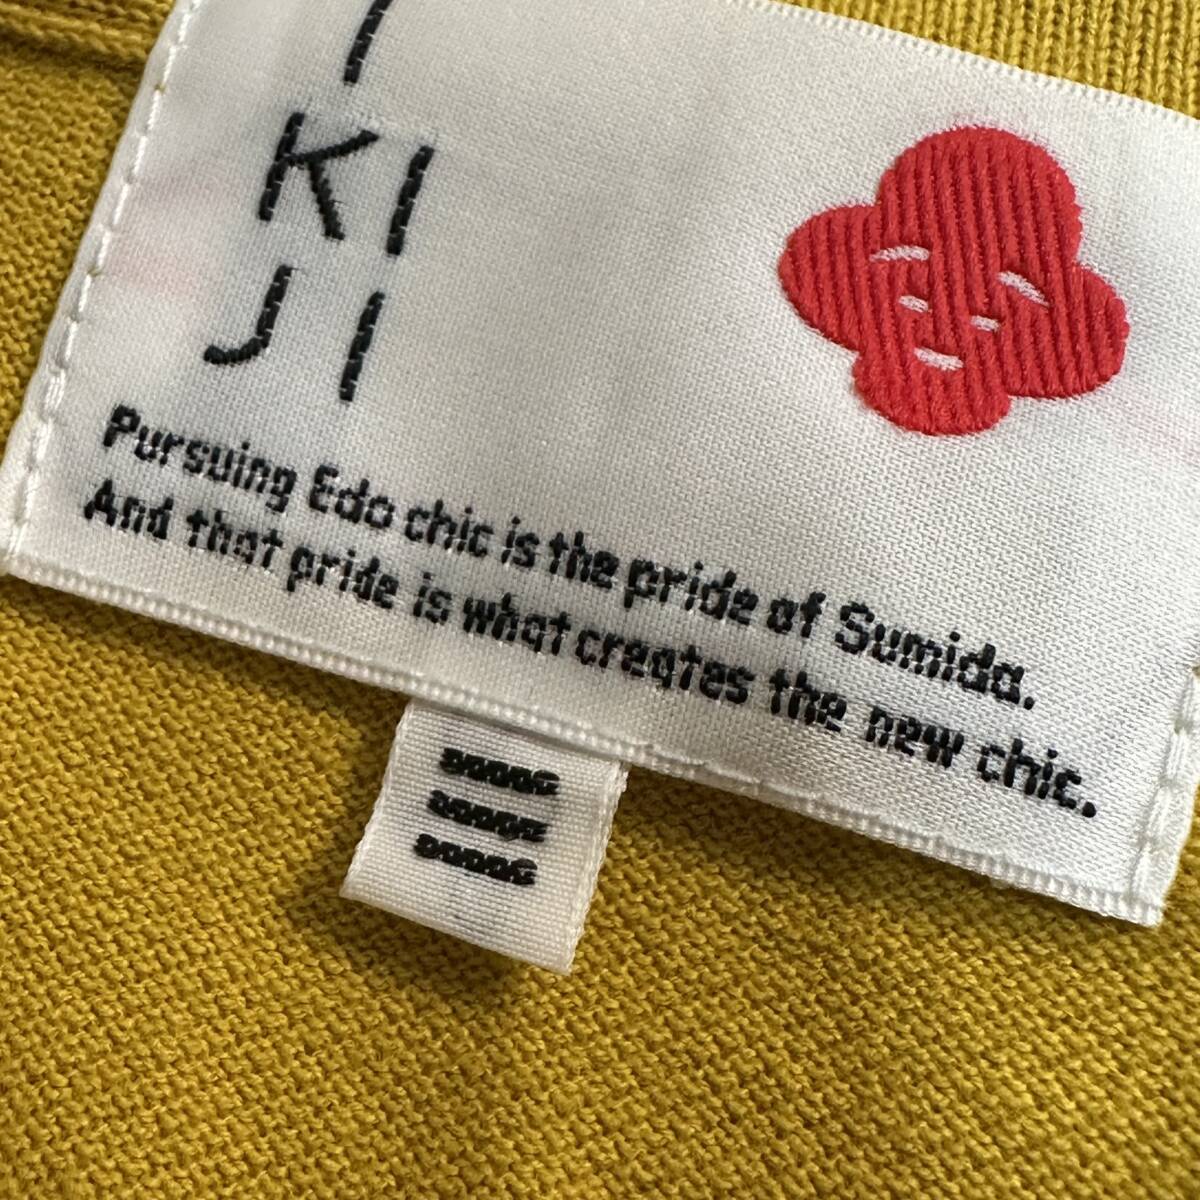 I
KI
JI
Pursuing Edo chic is the pride of Sumida.
And that pride is what creates the new chic.
三